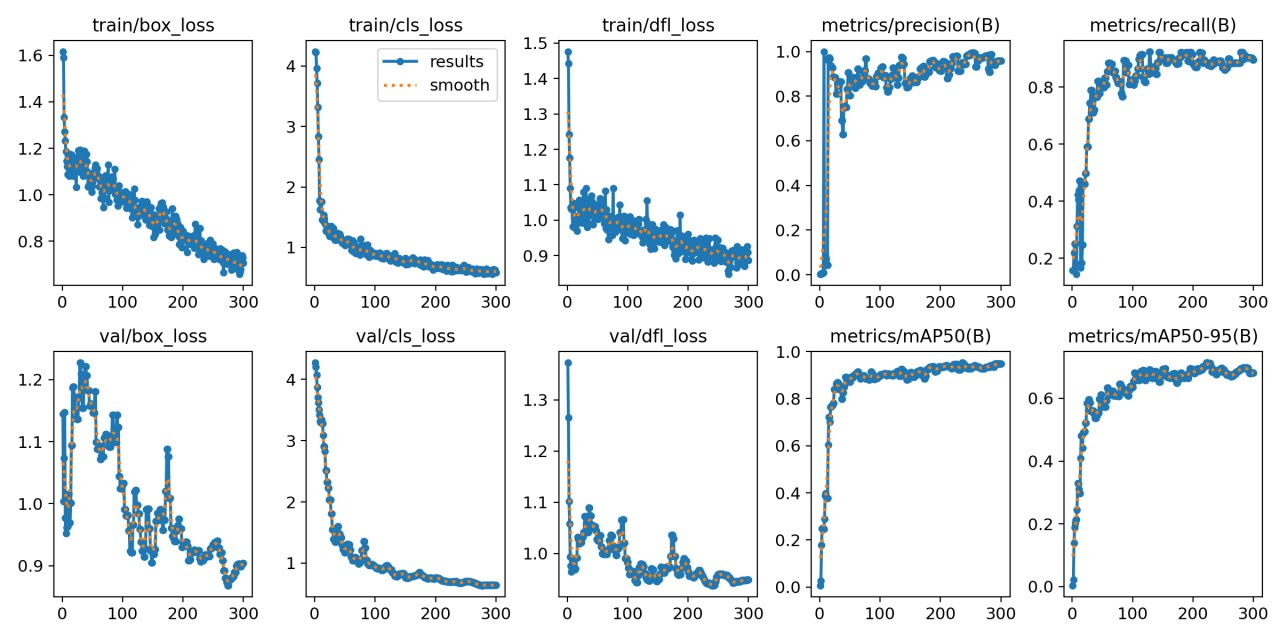 train/box_loss
train/cls_loss
train/dfl_loss
metrics/precision(B)
metrics/recall(B)
1.6
1.4
1.2
1.0
0.8
0 100 200 300
4
3
2
1
results
smooth
0 100 200 300
1.5
1.4
1.3
1.2
1.1
1.0
0.9
0 100 200 300
1.0
0.8
0.6
0.4
0.2
0.0
0 100 200 300
0.8
0.6
0.4
0.2
0 100 200 300
val/box_loss
val/cls_loss
val/dfl_loss
metrics/mAP50(B)
metrics/mAP50-95(B)
1.2
1.1
1.0
0.9
0 100 200 300
4
3
2
1
0 100 200 300
1.3
1.2
1.1
1.0
0 100 200 300
1.0
0.8
0.6
0.4
0.2
0.0
0 100 200 300
0.6
0.4
0.2
0.0
0 100 200 300